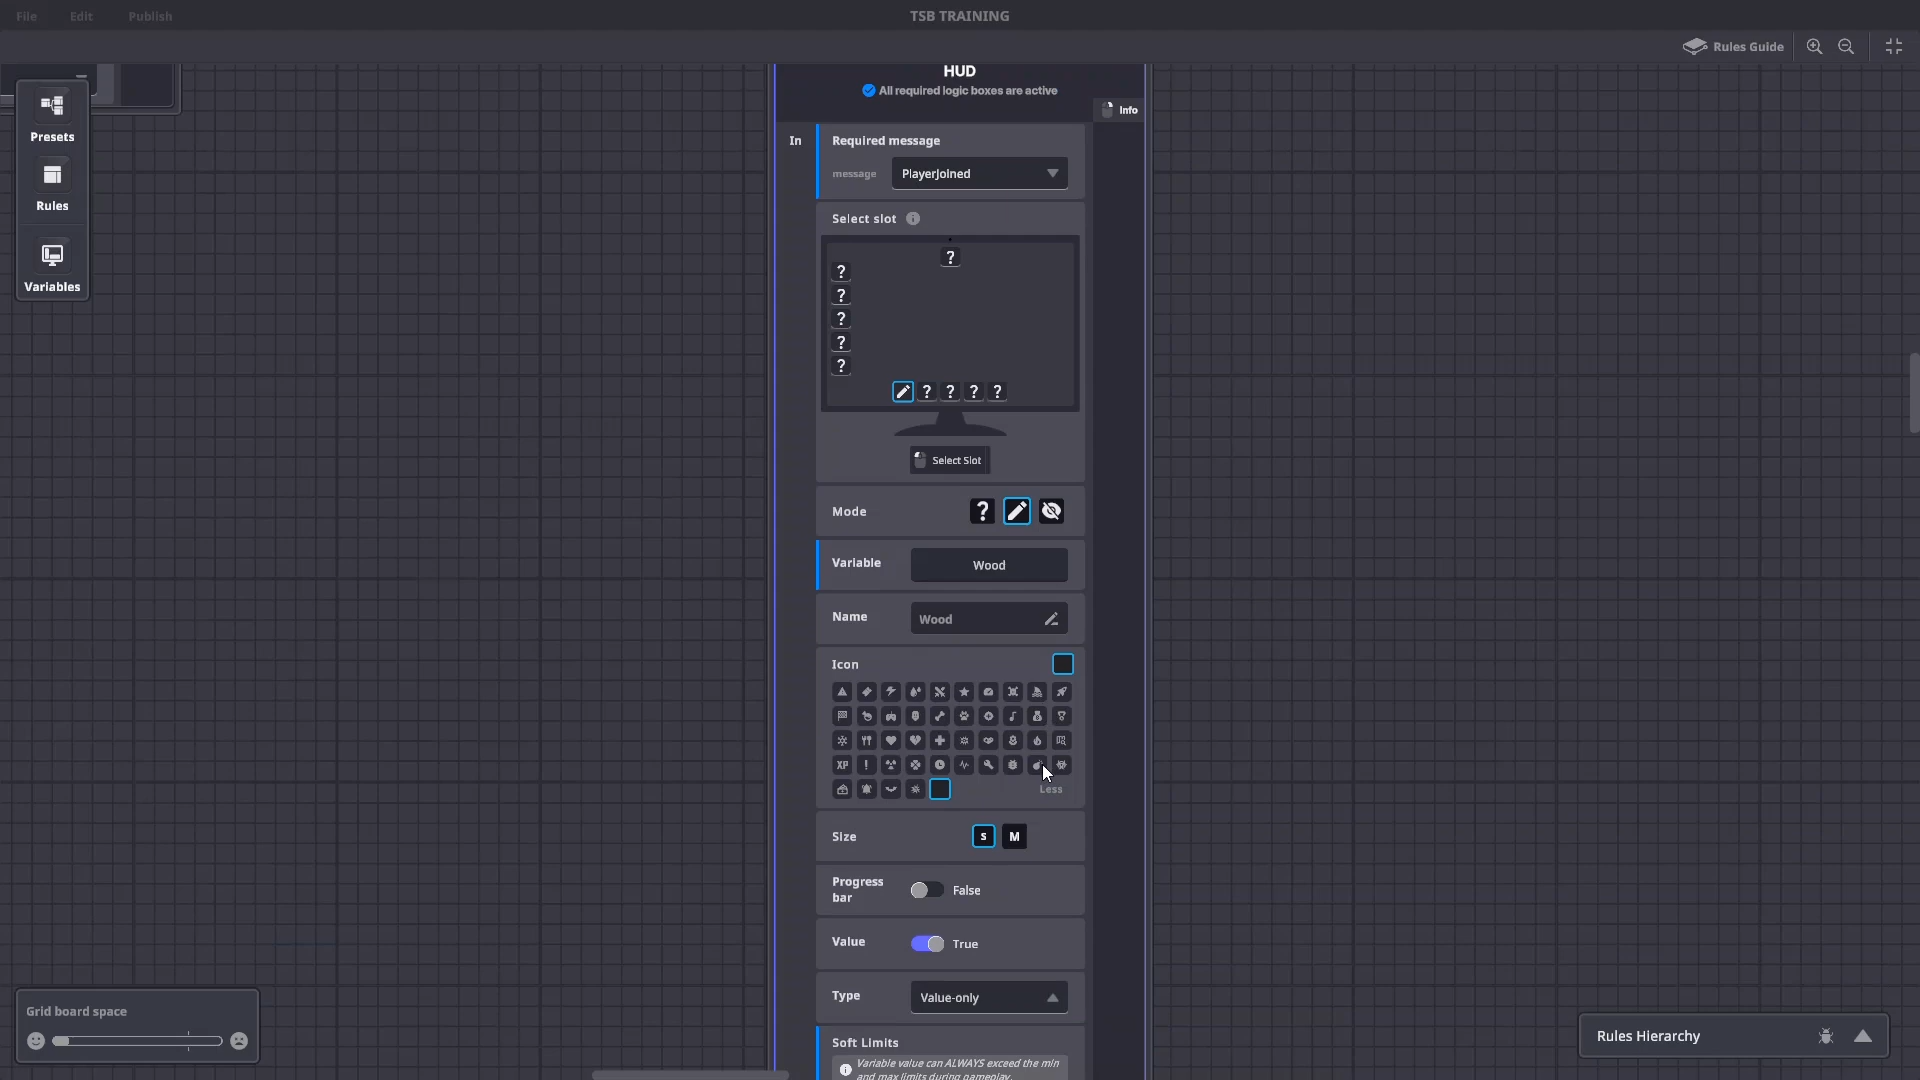 File Edit Publish
TSB TRAINING
Rules Guide
Presets
Rules
Variables
HUD
All required logic boxes are active
Info
In
Required message
message PlayerJoined
Select slot
?
?
?
?
?
?
? ? ? ?
Select Slot
Mode ?
Variable Wood
Name Wood
Icon
XP !
Less
Size S M
Progress
bar
False
Value True
Type Value-only
Soft Limits
Variable value can ALWAYS exceed the min
and max limits during gameplay.
Grid board space
Rules Hierarchy